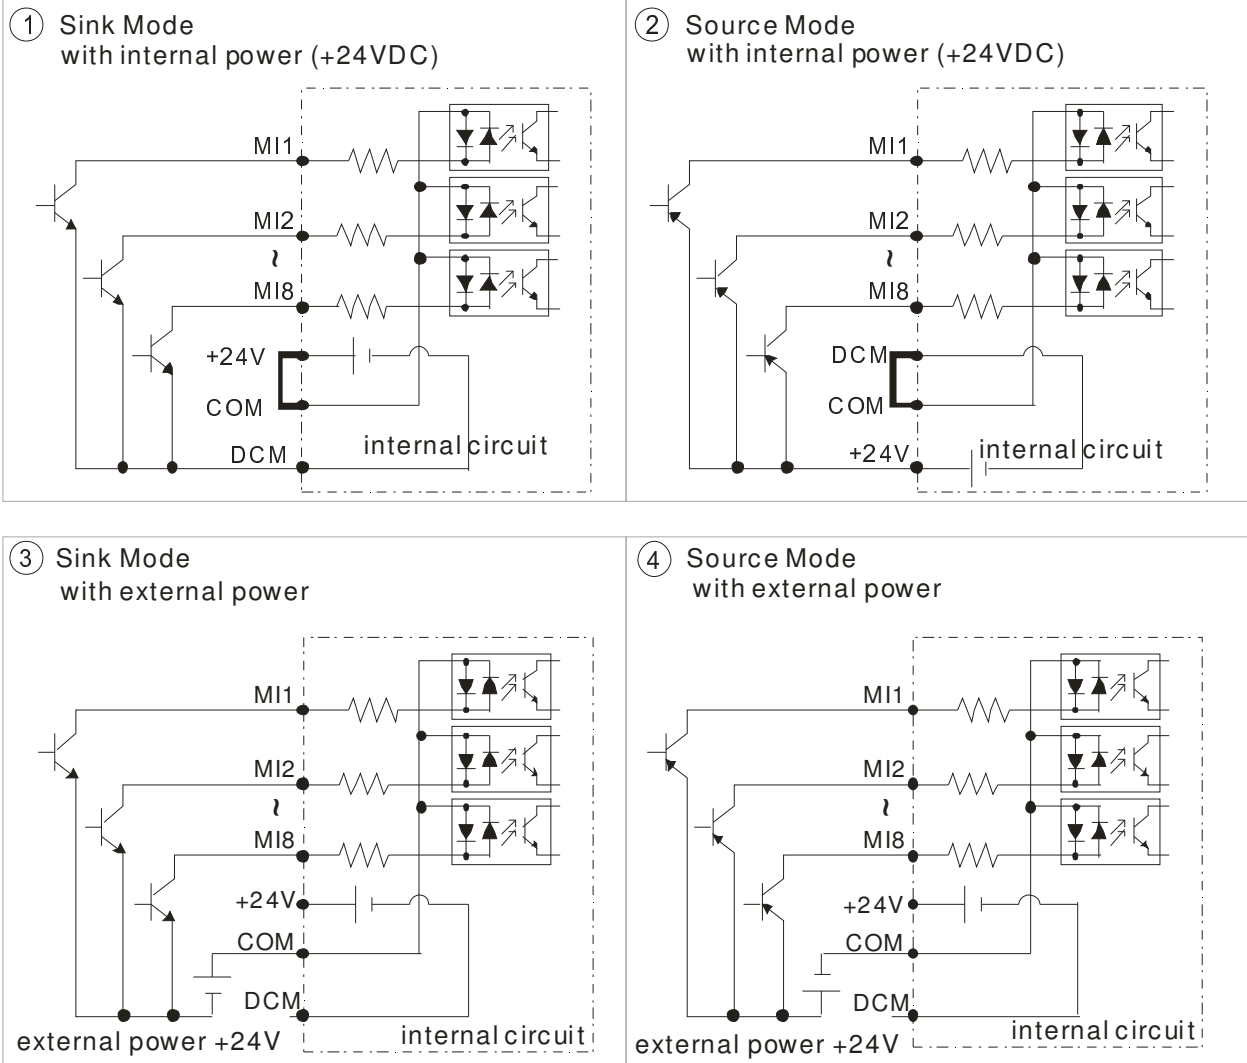 1 Sink Mode
with internal power (+24VDC)
MI1
MI2
~
MI8
+24V
COM
DCM
internal circuit
2 Source Mode
with internal power (+24VDC)
MI1
MI2
~
MI8
DCM
COM
+24V
internal circuit
3 Sink Mode
with external power
MI1
MI2
~
MI8
+24V
COM
DCM
external power +24V
internal circuit
4 Source Mode
with external power
MI1
MI2
~
MI8
+24V
COM
DCM
external power +24V
internal circuit